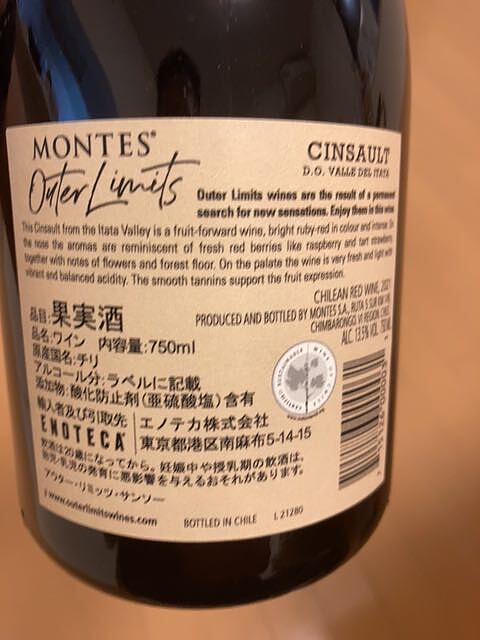 MONTES®
Outer Limits
CINSAULT
D.O. VALLE DEL ITATA
Outer Limits wines are the result of a permanent
search for new sensations. Enjoy them in this wine
This Cinsault from the Itata Valley is a fruit-forward wine, bright ruby-red in colour and intense. On
the nose the aromas are reminiscent of fresh red berries like raspberry and tart strawberry,
together with notes of flowers and forest floor. On the palate the wine is very fresh and light with
vibrant and balanced acidity. The smooth tannins support the fruit expression.
CHILEAN RED WINE, 2021
PRODUCED AND BOTTLED BY MONTES S.A., RUTA 5 SUR KM
CHIMBARONGO, VI REGION, CHILE
ALC. 13.5% VOL. 750 ML
品目:果実酒
品名:ワイン 内容量:750ml
原産国名:チリ
アルコール分:ラベルに記載
添加物:酸化防止剤(亜硫酸塩)含有
輸入者及び引取先
ENOTECA
エノテカ株式会社
東京都港区南麻布5-14-15
飲酒は20歳になってから。妊娠中や授乳期の飲酒は、
胎児・乳児の発育に悪影響を与えるおそれがあります。
アウター・リミッツ・サンソー
www.outerlimitswines.com
BOTTLED IN CHILE
L 21280